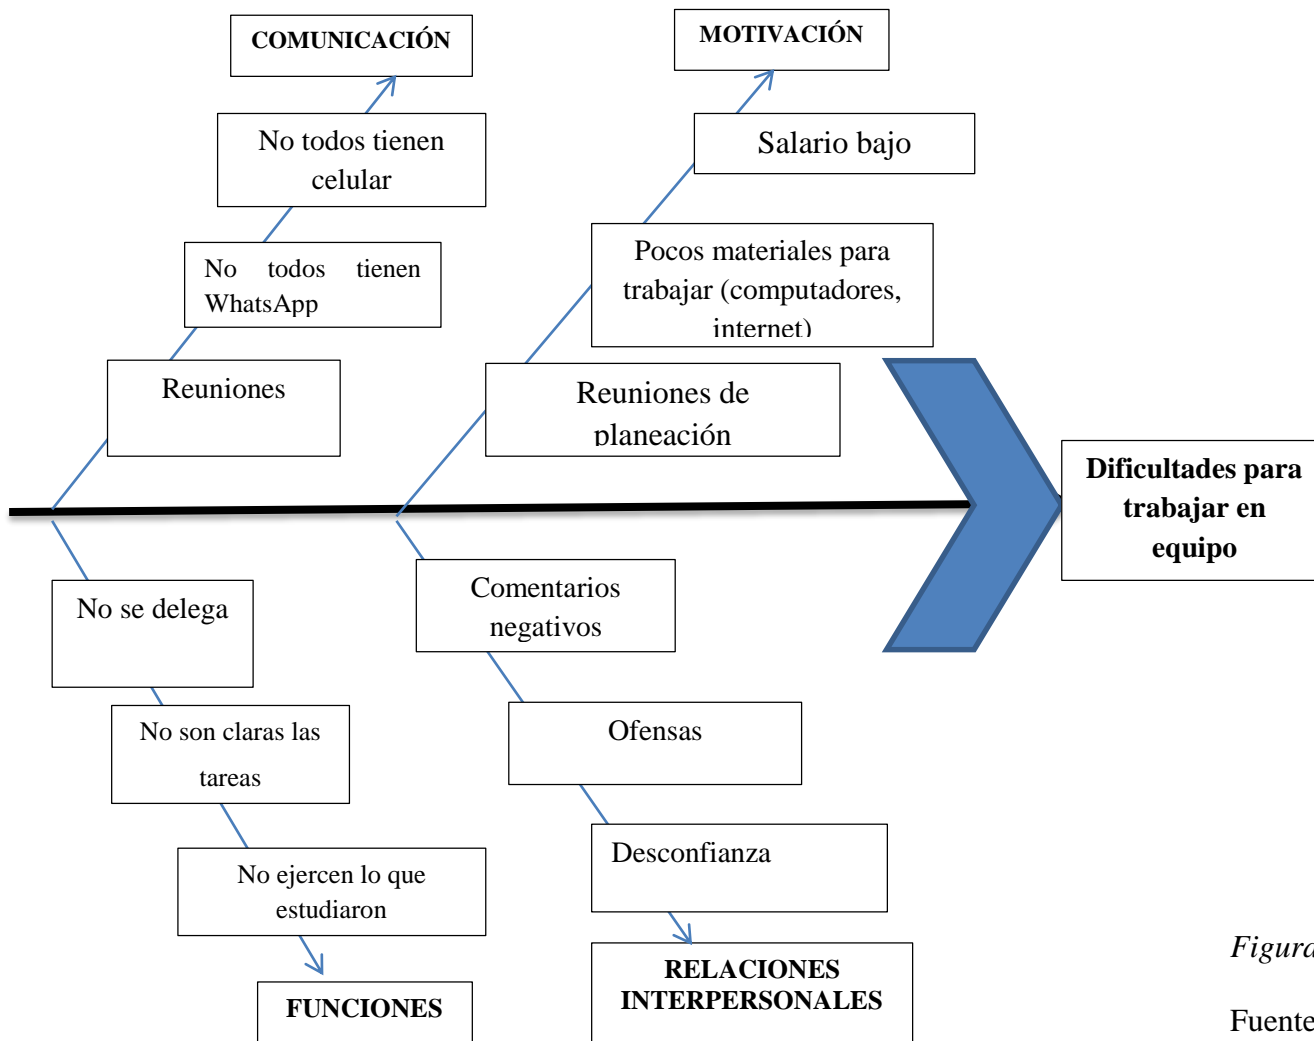 COMUNICACIÓN
MOTIVACIÓN
No todos tienen
celular
Salario bajo
No todos tienen
WhatsApp
Pocos materiales para
trabajar (computadores,
internet)
Reuniones
Reuniones de
planeación
Dificultades para
trabajar en
equipo
No se delega
Comentarios
negativos
No son claras las
tareas
Ofensas
No ejercen lo que
estudiaron
Desconfianza
FUNCIONES
RELACIONES
INTERPERSONALES
Figura
Fuente